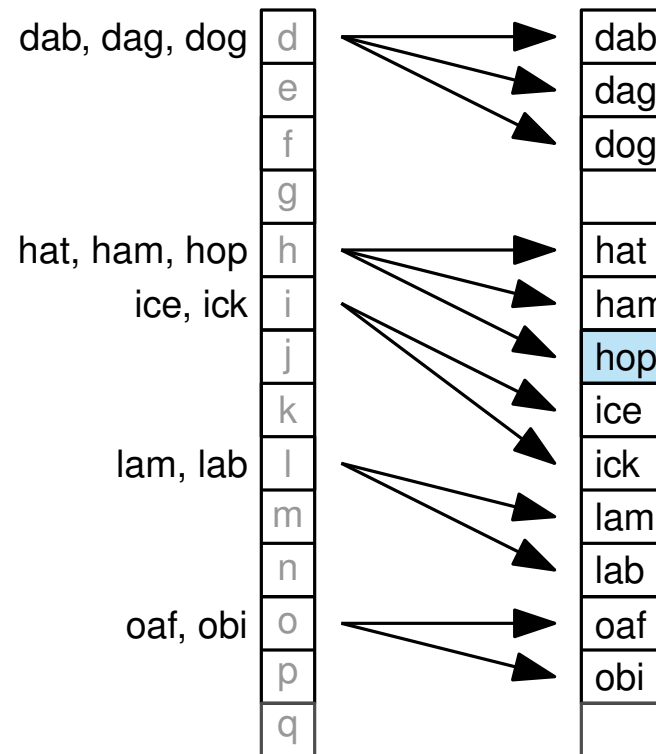 dab, dag, dog d dab
e dag
f dog
g
hat, ham, hop h hat
ice, ick i ham
j hop
k ice
lam, lab l ick
m lam
n lab
oaf, obi o oaf
p obi
q